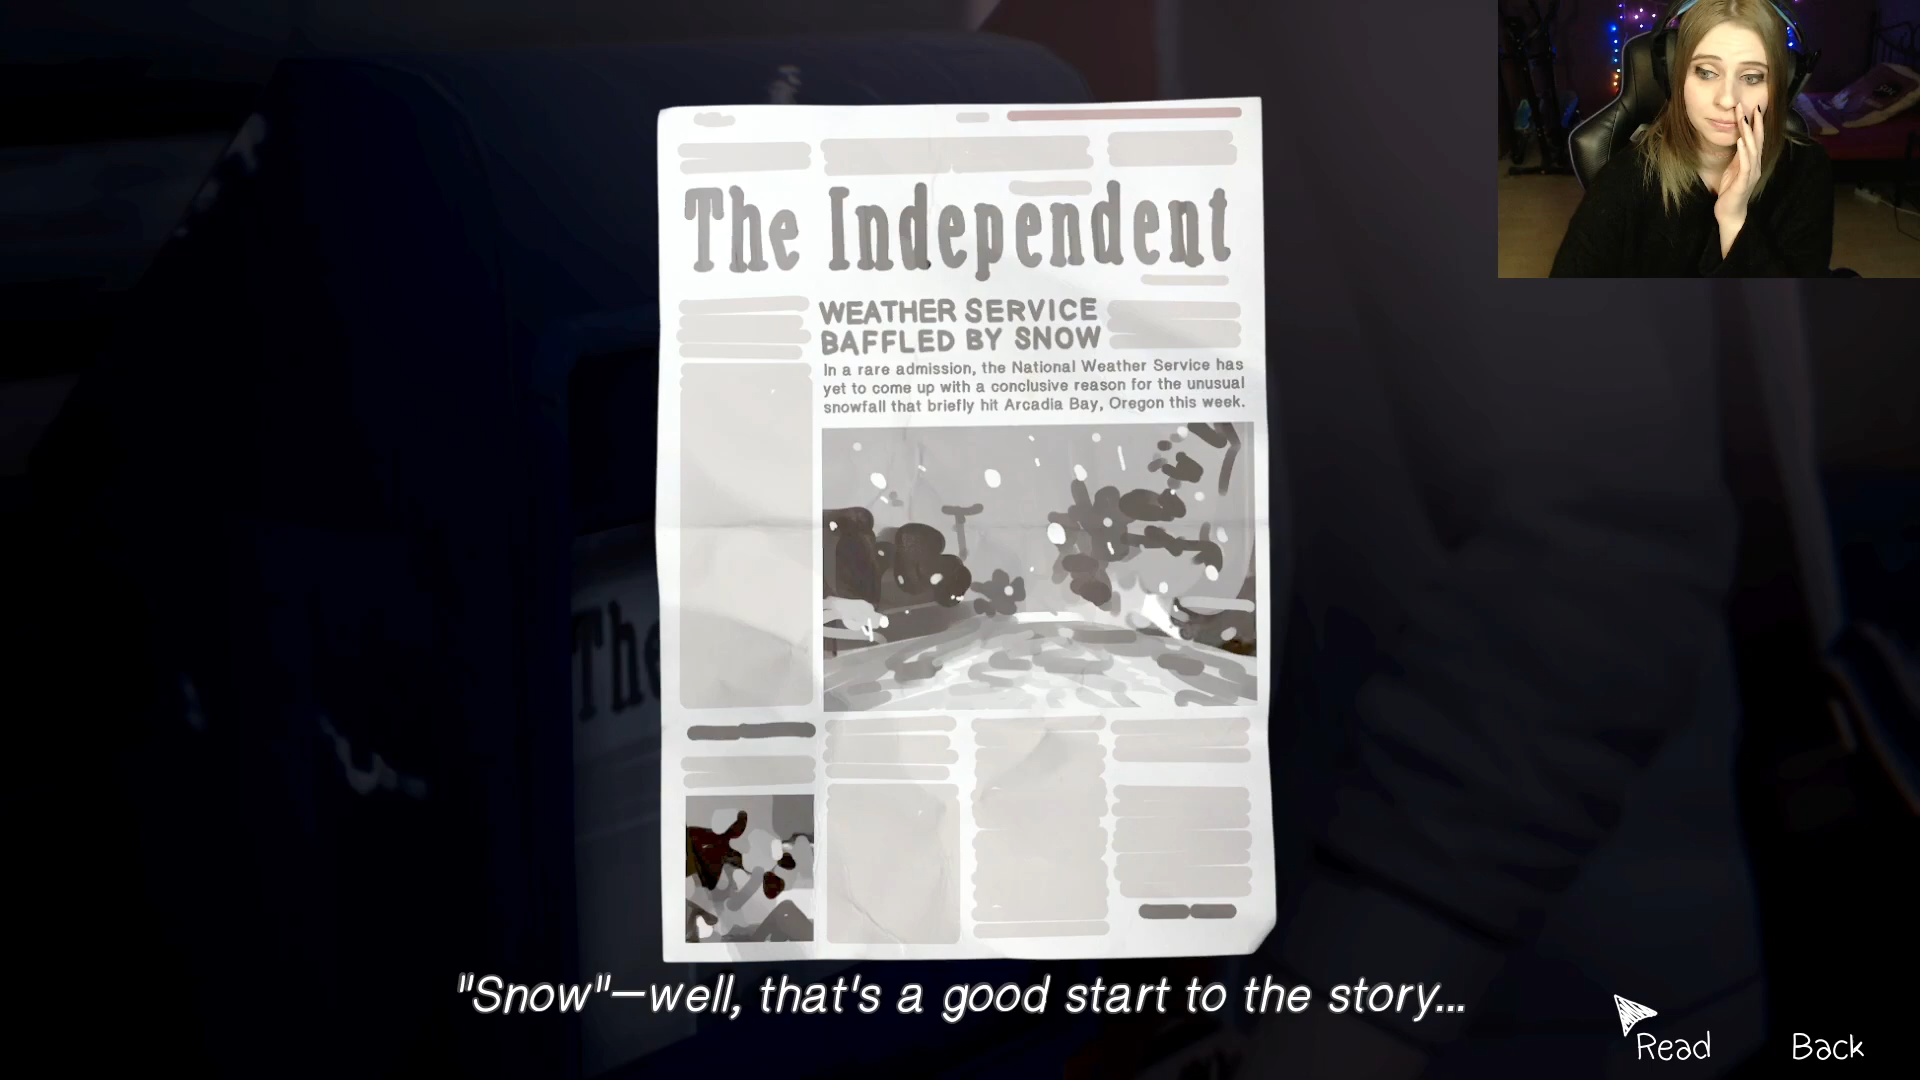 The Independent
WEATHER SERVICE
BAFFLED BY SNOW
In a rare admission, the National Weather Service has
yet to come up with a conclusive reason for the unusual
snowfall that briefly hit Arcadia Bay, Oregon this week.
The
"Snow"—well, that's a good start to the story...
Read
Back